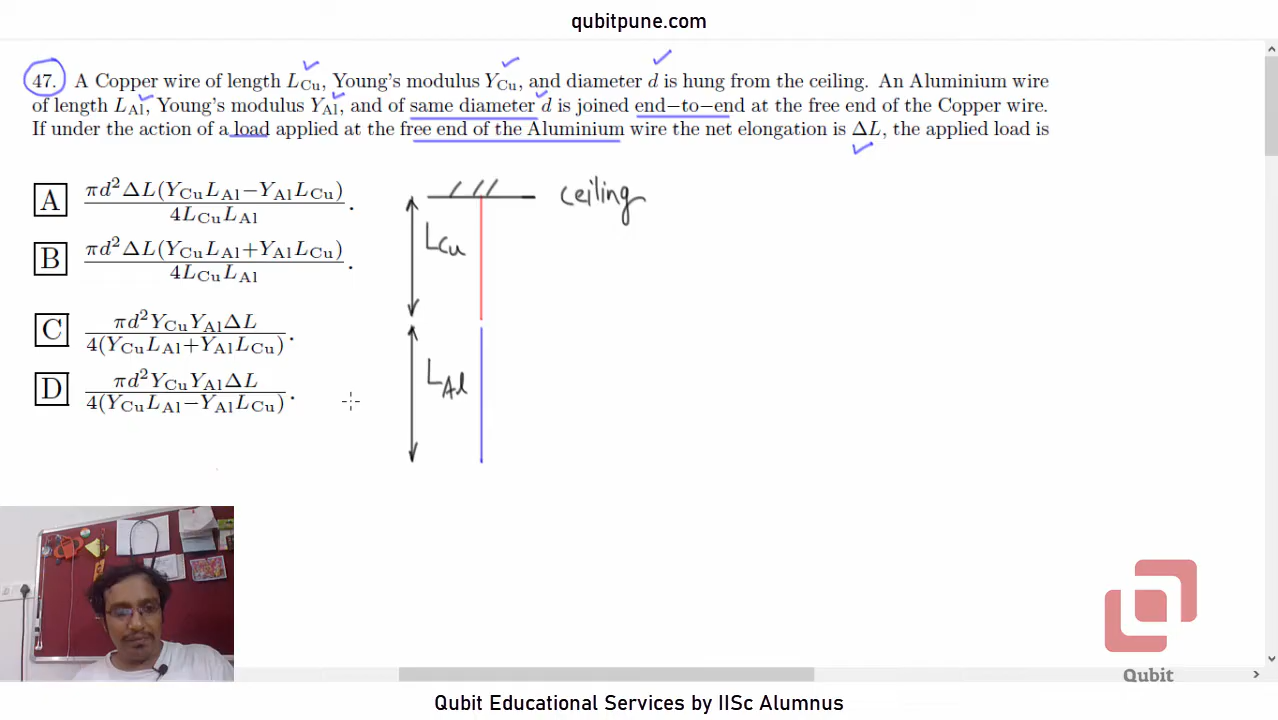 qubitpune.com
47. A Copper wire of length L_Cu, Young's modulus Y_Cu, and diameter d is hung from the ceiling. An Aluminium wire
of length L_Al, Young's modulus Y_Al, and of same diameter d is joined end−to−end at the free end of the Copper wire.
If under the action of a load applied at the free end of the Aluminium wire the net elongation is ΔL, the applied load is
A πd²ΔL(Y_Cu L_Al−Y_Al L_Cu)/4L_Cu L_Al.
B πd²ΔL(Y_Cu L_Al+Y_Al L_Cu)/4L_Cu L_Al.
C πd²Y_Cu Y_Al ΔL/4(Y_Cu L_Al+Y_Al L_Cu).
D πd²Y_Cu Y_Al ΔL/4(Y_Cu L_Al−Y_Al L_Cu).
ceiling
L_Cu
L_Al
Qubit
Qubit Educational Services by IISc Alumnus